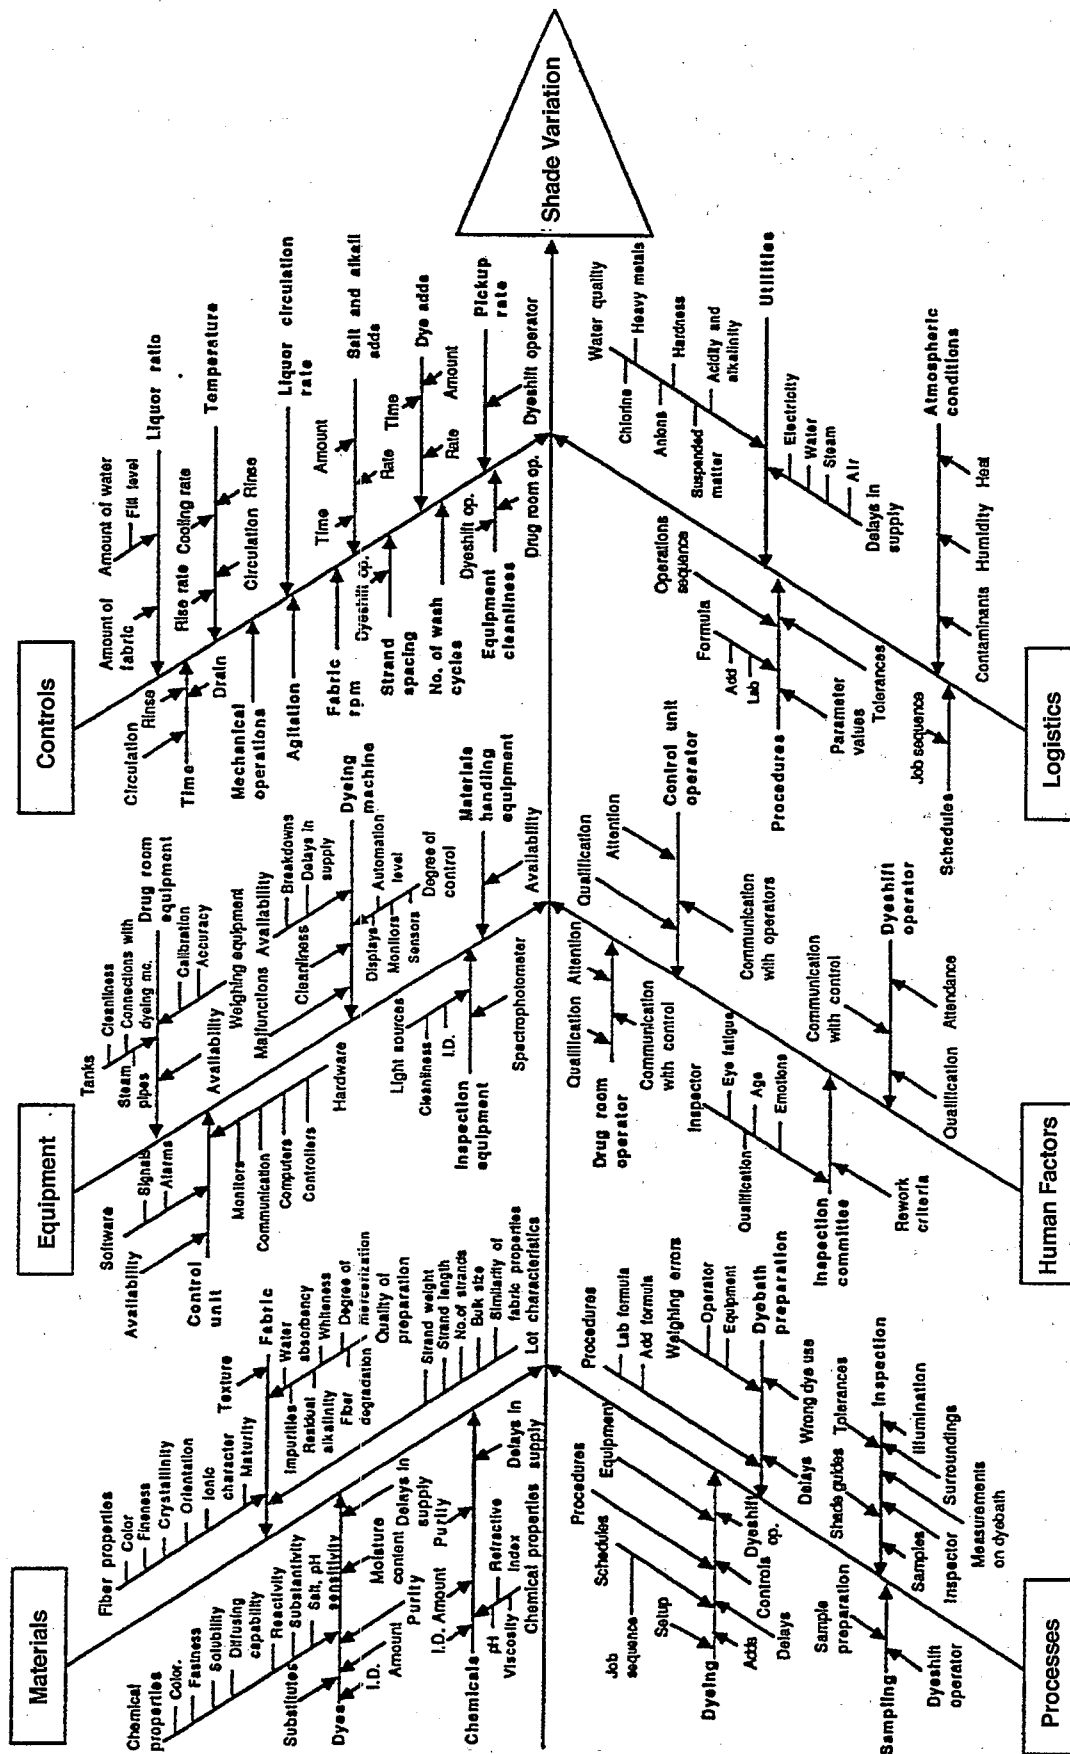 Shade Variation
Controls
Amount of water
Fill level
Amount of
fabric
Liquor ratio
Rise rate
Cooling rate
Temperature
Circulation
Rinse
Circulation
Rinse
Drain
Time
Mechanical
operations
Agitation
Liquor circulation
rate
Time
Amount
Rate
Salt and alkali
adds
Fabric
rpm
Dyeshift op.
Strand
spacing
Time
Rate
Amount
Dye adds
No. of wash
cycles
Dyeshift op.
Equipment
cleanliness
Drug room op.
Pickup
rate
Dyeshift operator
Equipment
Tanks
Cleanliness
Connections with
dyeing mc.
Steam
pipes
Drug room
equipment
Calibration
Accuracy
Weighing equipment
Availability
Software
Signals
Alarms
Availability
Control
unit
Monitors
Communication
Computers
Controllers
Hardware
Malfunctions
Availability
Breakdowns
Delays in
supply
Cleanliness
Dyeing
machine
Displays
Automation
level
Monitors
Sensors
Degree of
control
Light sources
Cleanliness
I.D.
Inspection
equipment
Spectrophotometer
Materials
handling
equipment
Availability
Materials
Fiber properties
Color
Fineness
Crystallinity
Orientation
Ionic
character
Maturity
Texture
Fabric
Impurities
Water
absorbency
Residual
alkalinity
Whiteness
Fiber
degradation
Degree of
mercerization
Quality of
preparation
Strand weight
Strand length
No.of strands
Bulk size
Similarity of
fabric properties
Lot characteristics
Chemical
properties
Color.
Fastness
Solubility
Diffusing
capability
Reactivity
Substantivity
Salt, pH
sensitivity
Substitutes
Dyes
I.D.
Amount
Purity
Moisture
content
Delays in
supply
I.D.
Amount
Purity
Chemicals
pH
Viscosity
Refractive
Index
Chemical properties
Delays in
supply
Logistics
Water quality
Chlorine
Heavy metals
Anions
Hardness
Suspended
matter
Acidity and
alkalinity
Utilities
Electricity
Water
Steam
Air
Delays in
supply
Operations
sequence
Formula
Add
Lab
Procedures
Parameter
values
Tolerances
Atmospheric
conditions
Contaminants
Humidity
Heat
Job sequence
Schedules
Human Factors
Qualification
Attention
Control unit
operator
Communication
with operators
Qualification
Attention
Drug room
operator
Communication
with control
Inspector
Eye fatigue
Qualification
Age
Emotions
Inspection
committee
Rework
criteria
Communication
with control
Dyeshift
operator
Qualification
Attendance
Processes
Procedures
Lab formula
Add formula
Weighing errors
Operator
Equipment
Dyebath
preparation
Delays
Wrong dye use
Equipment
Procedures
Schedules
Job
sequence
Setup
Dyeing
Adds
Delays
Controls
Dyeshift
op.
Shade guides
Tolerances
Inspection
Samples
Inspector
Measurements
on dyebath
Surroundings
Illumination
Sample
preparation
Sampling
Dyeshift
operator